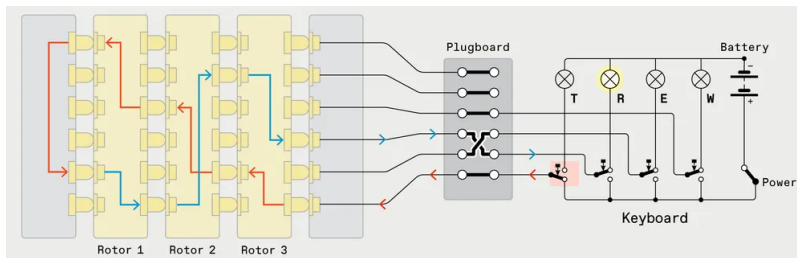 Plugboard
Battery
−
+
T R E W
Power
Keyboard
Rotor 1 Rotor 2 Rotor 3